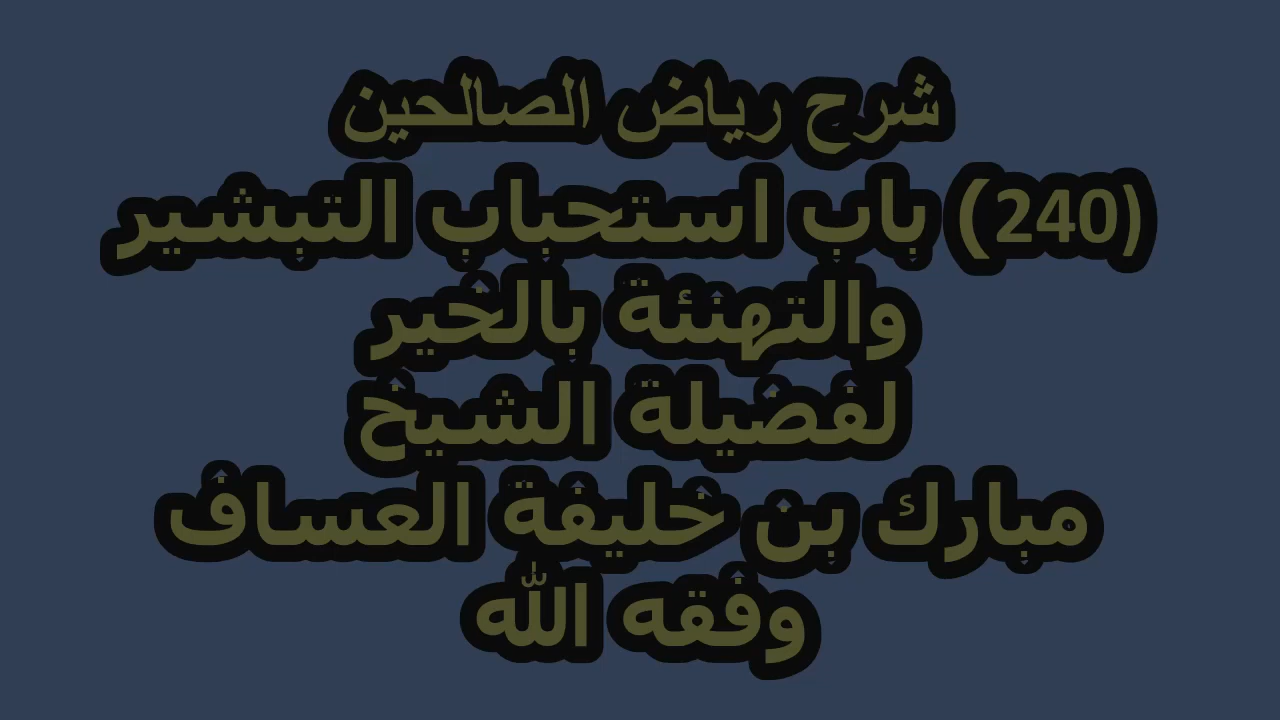 شرح رياض الصالحين
(240) باب استحباب التبشير
والتهنئة بالخير
لفضيلة الشيخ
مبارك بن خليفة العساف
وفقه الله